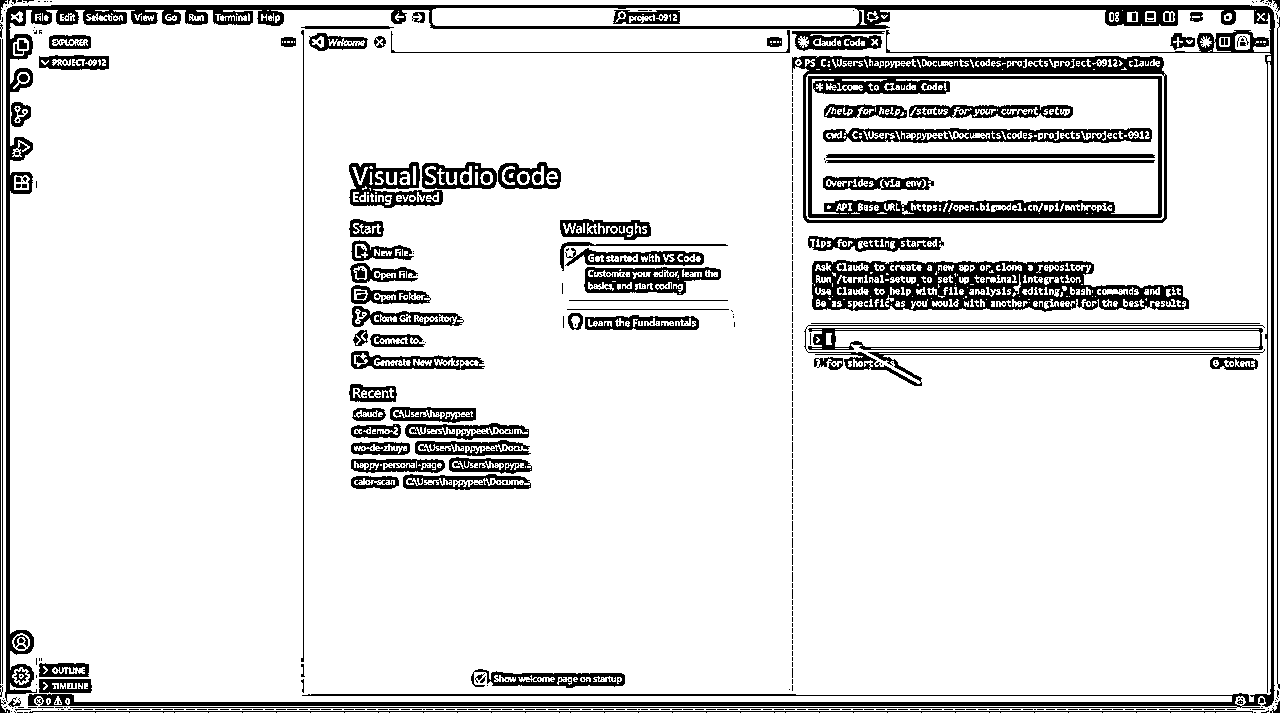 File Edit Selection View Go Run Terminal Help
project-0912
EXPLORER
PROJECT-0912
OUTLINE
TIMELINE
0 0
Welcome
Visual Studio Code
Editing evolved
Start
New File...
Open File...
Open Folder...
Clone Git Repository...
Connect to...
Generate New Workspace...
Recent
.claude C:\Users\happypeet
cc-demo-2 C:\Users\happypeet\Docum...
wo-de-zhuye C:\Users\happypeet\Docu...
happy-personal-page C:\Users\happype...
calor-scan C:\Users\happypeet\Docume...
Walkthroughs
Get started with VS Code
Customize your editor, learn the
basics, and start coding
Learn the Fundamentals
Show welcome page on startup
Claude Code
PS C:\Users\happypeet\Documents\codes-projects\project-0912> claude
Welcome to Claude Code!
/help for help, /status for your current setup
cwd: C:\Users\happypeet\Documents\codes-projects\project-0912
Overrides (via env):
• API Base URL: https://open.bigmodel.cn/api/anthropic
Tips for getting started:
Ask Claude to create a new app or clone a repository
Run /terminal-setup to set up terminal integration
Use Claude to help with file analysis, editing, bash commands and git
Be as specific as you would with another engineer for the best results
>
? for shortcuts
0 tokens